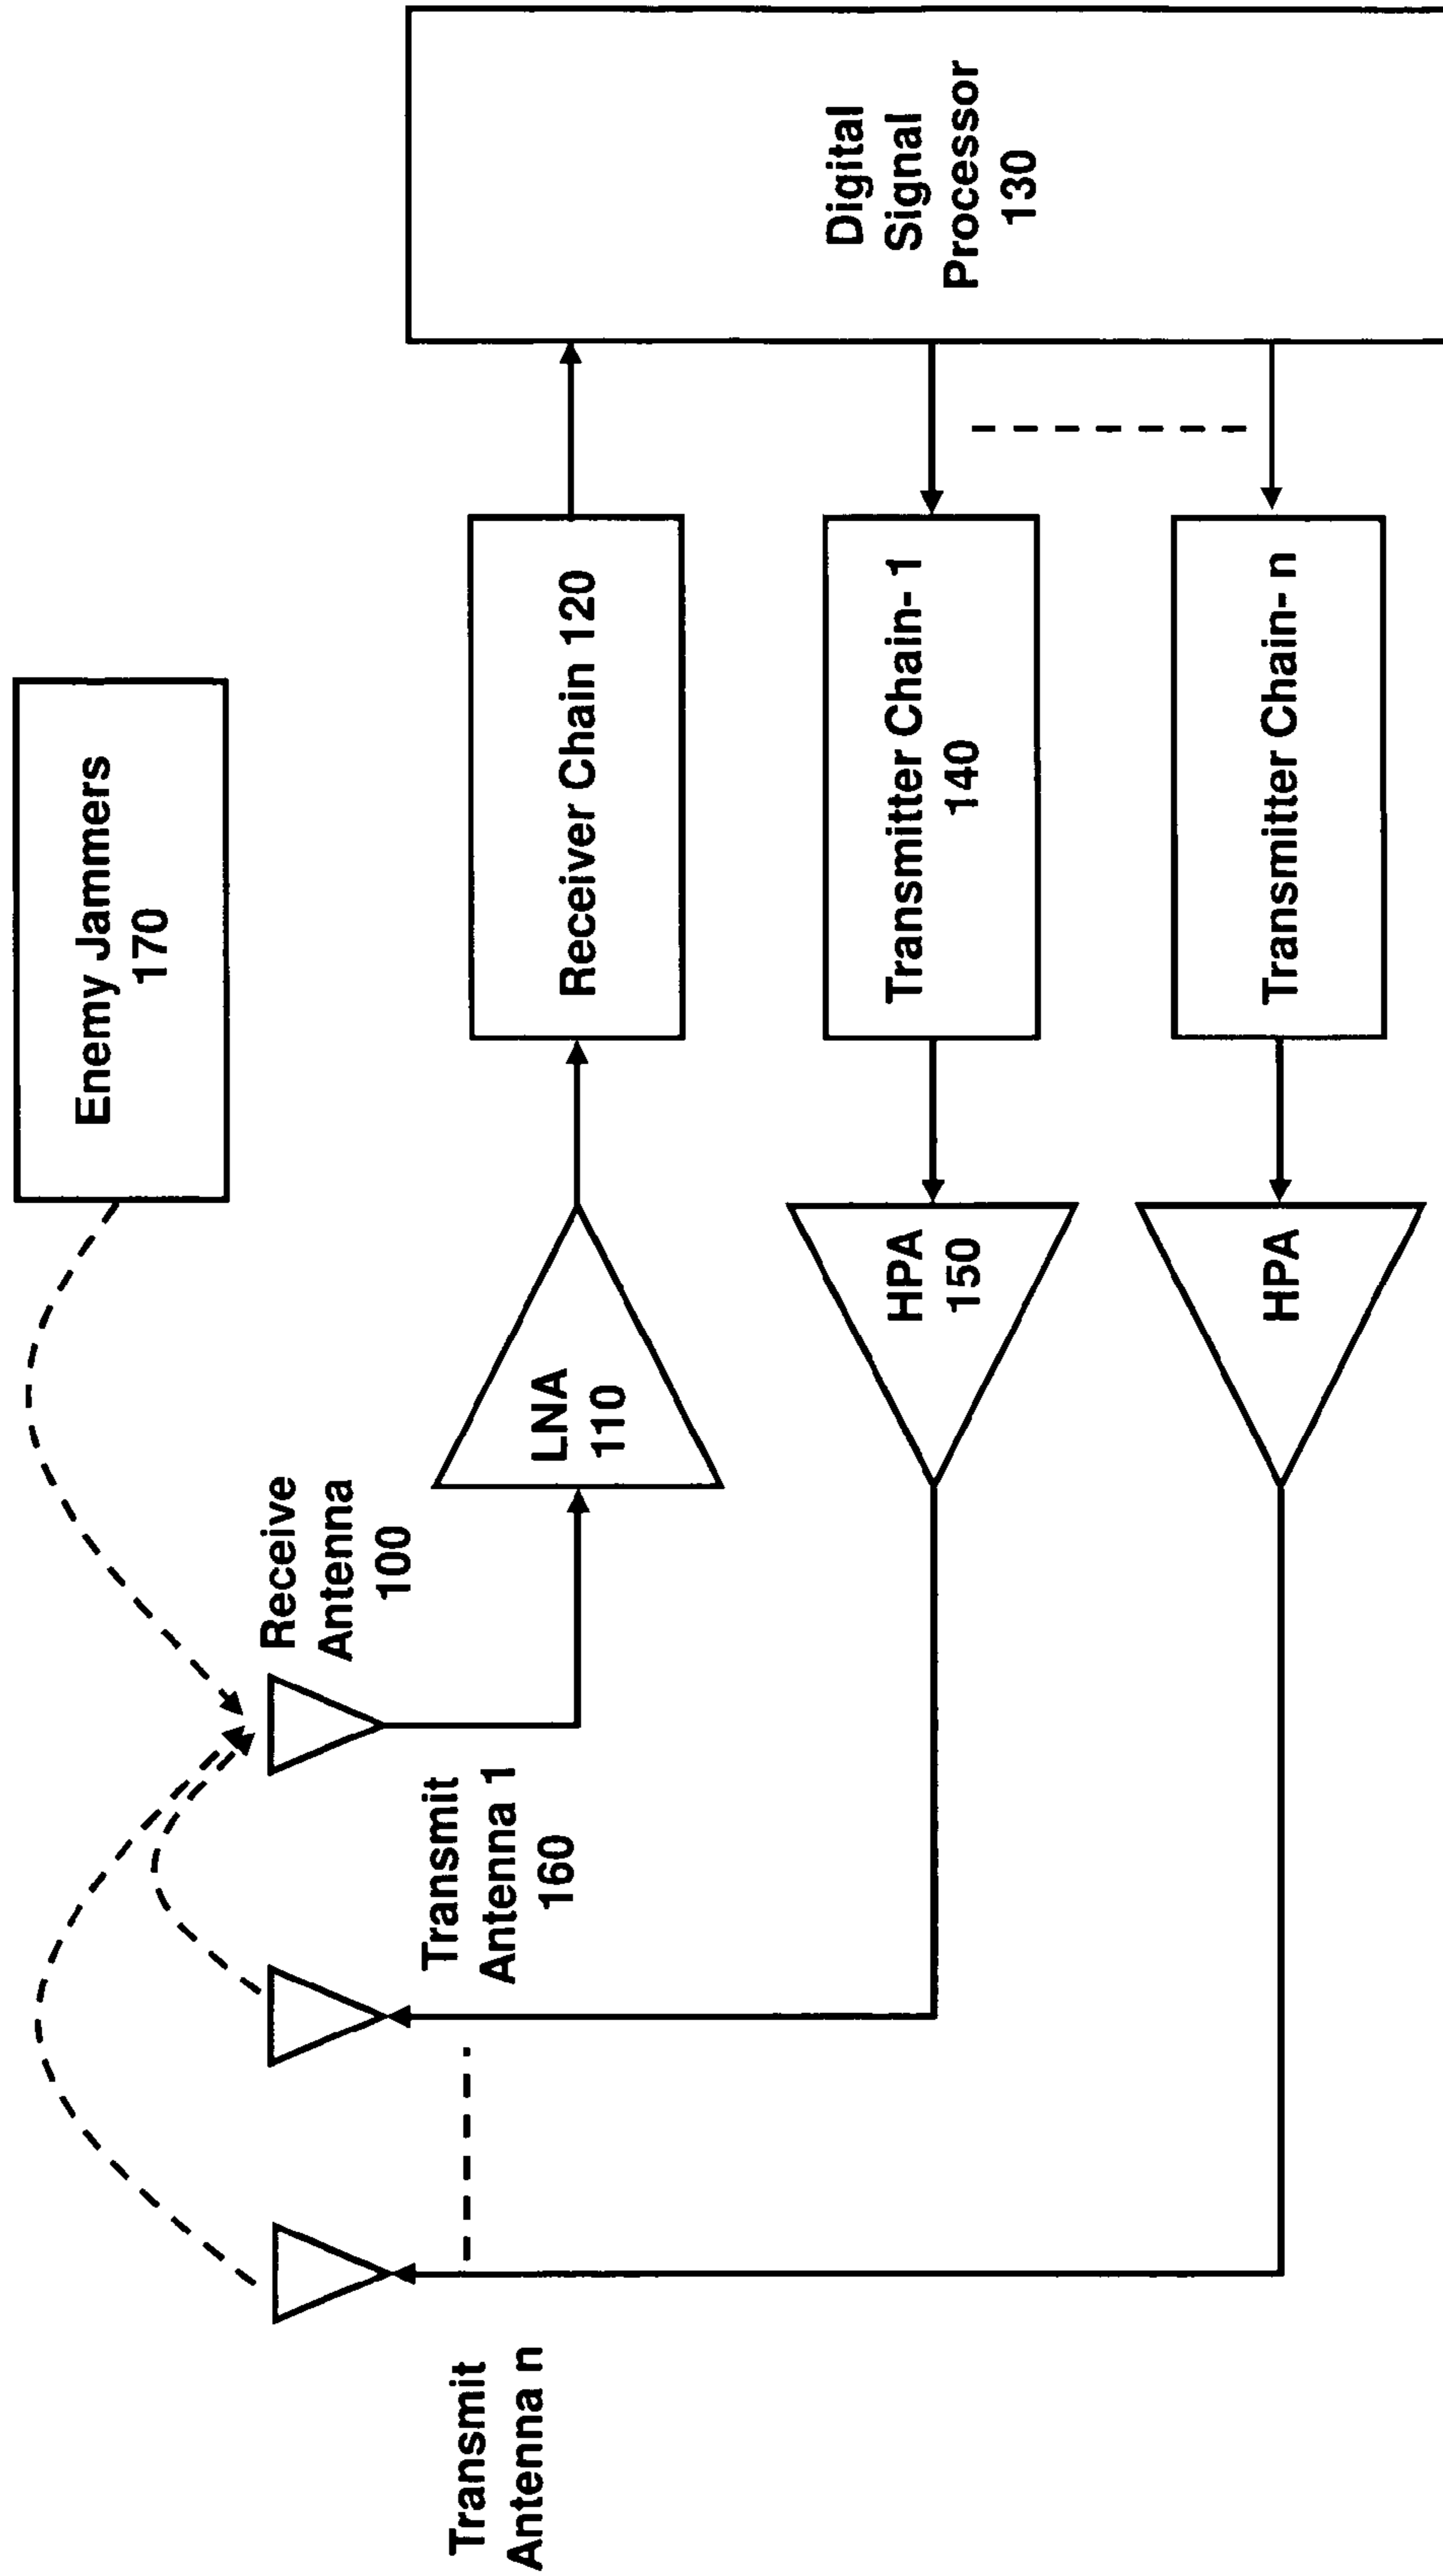 Enemy Jammers
170
Receive
Antenna
100
Transmit
Antenna 1
160
Transmit
Antenna n
LNA
110
Receiver Chain 120
Digital
Signal
Processor
130
HPA
150
Transmitter Chain- 1
140
HPA
Transmitter Chain- n